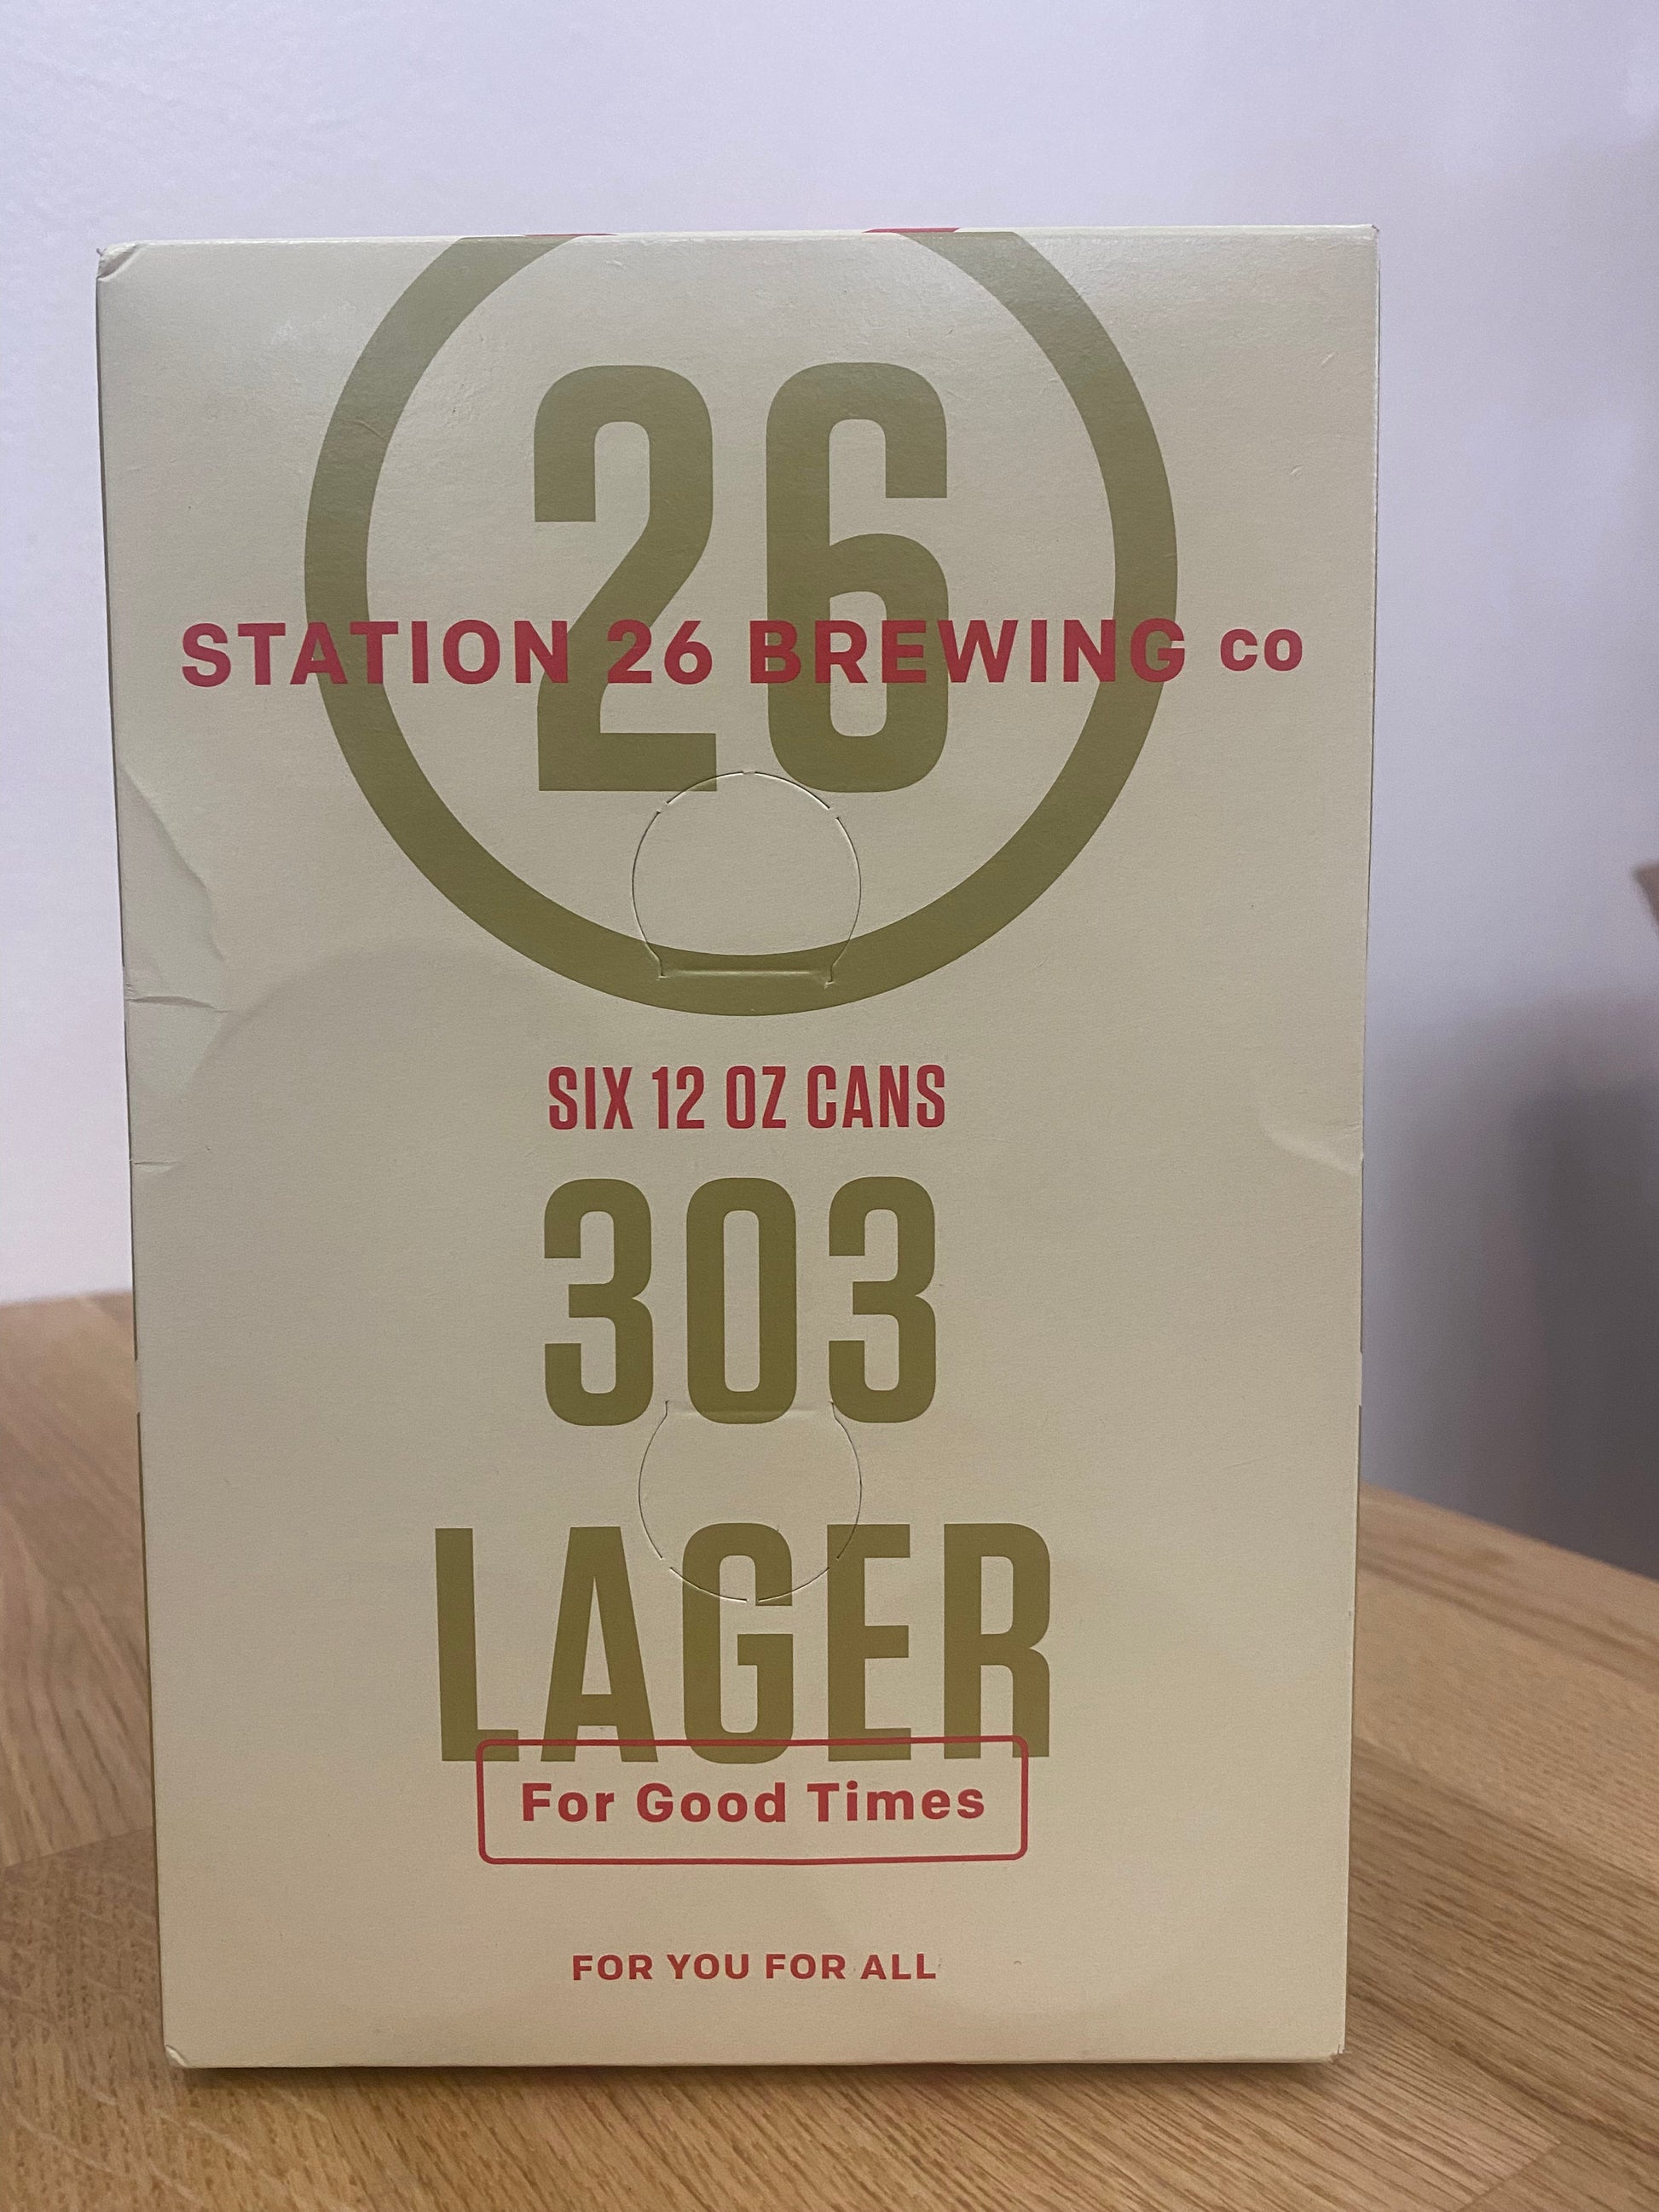 26
STATION 26 BREWING co
SIX 12 OZ CANS
303
LAGER
For Good Times
FOR YOU FOR ALL